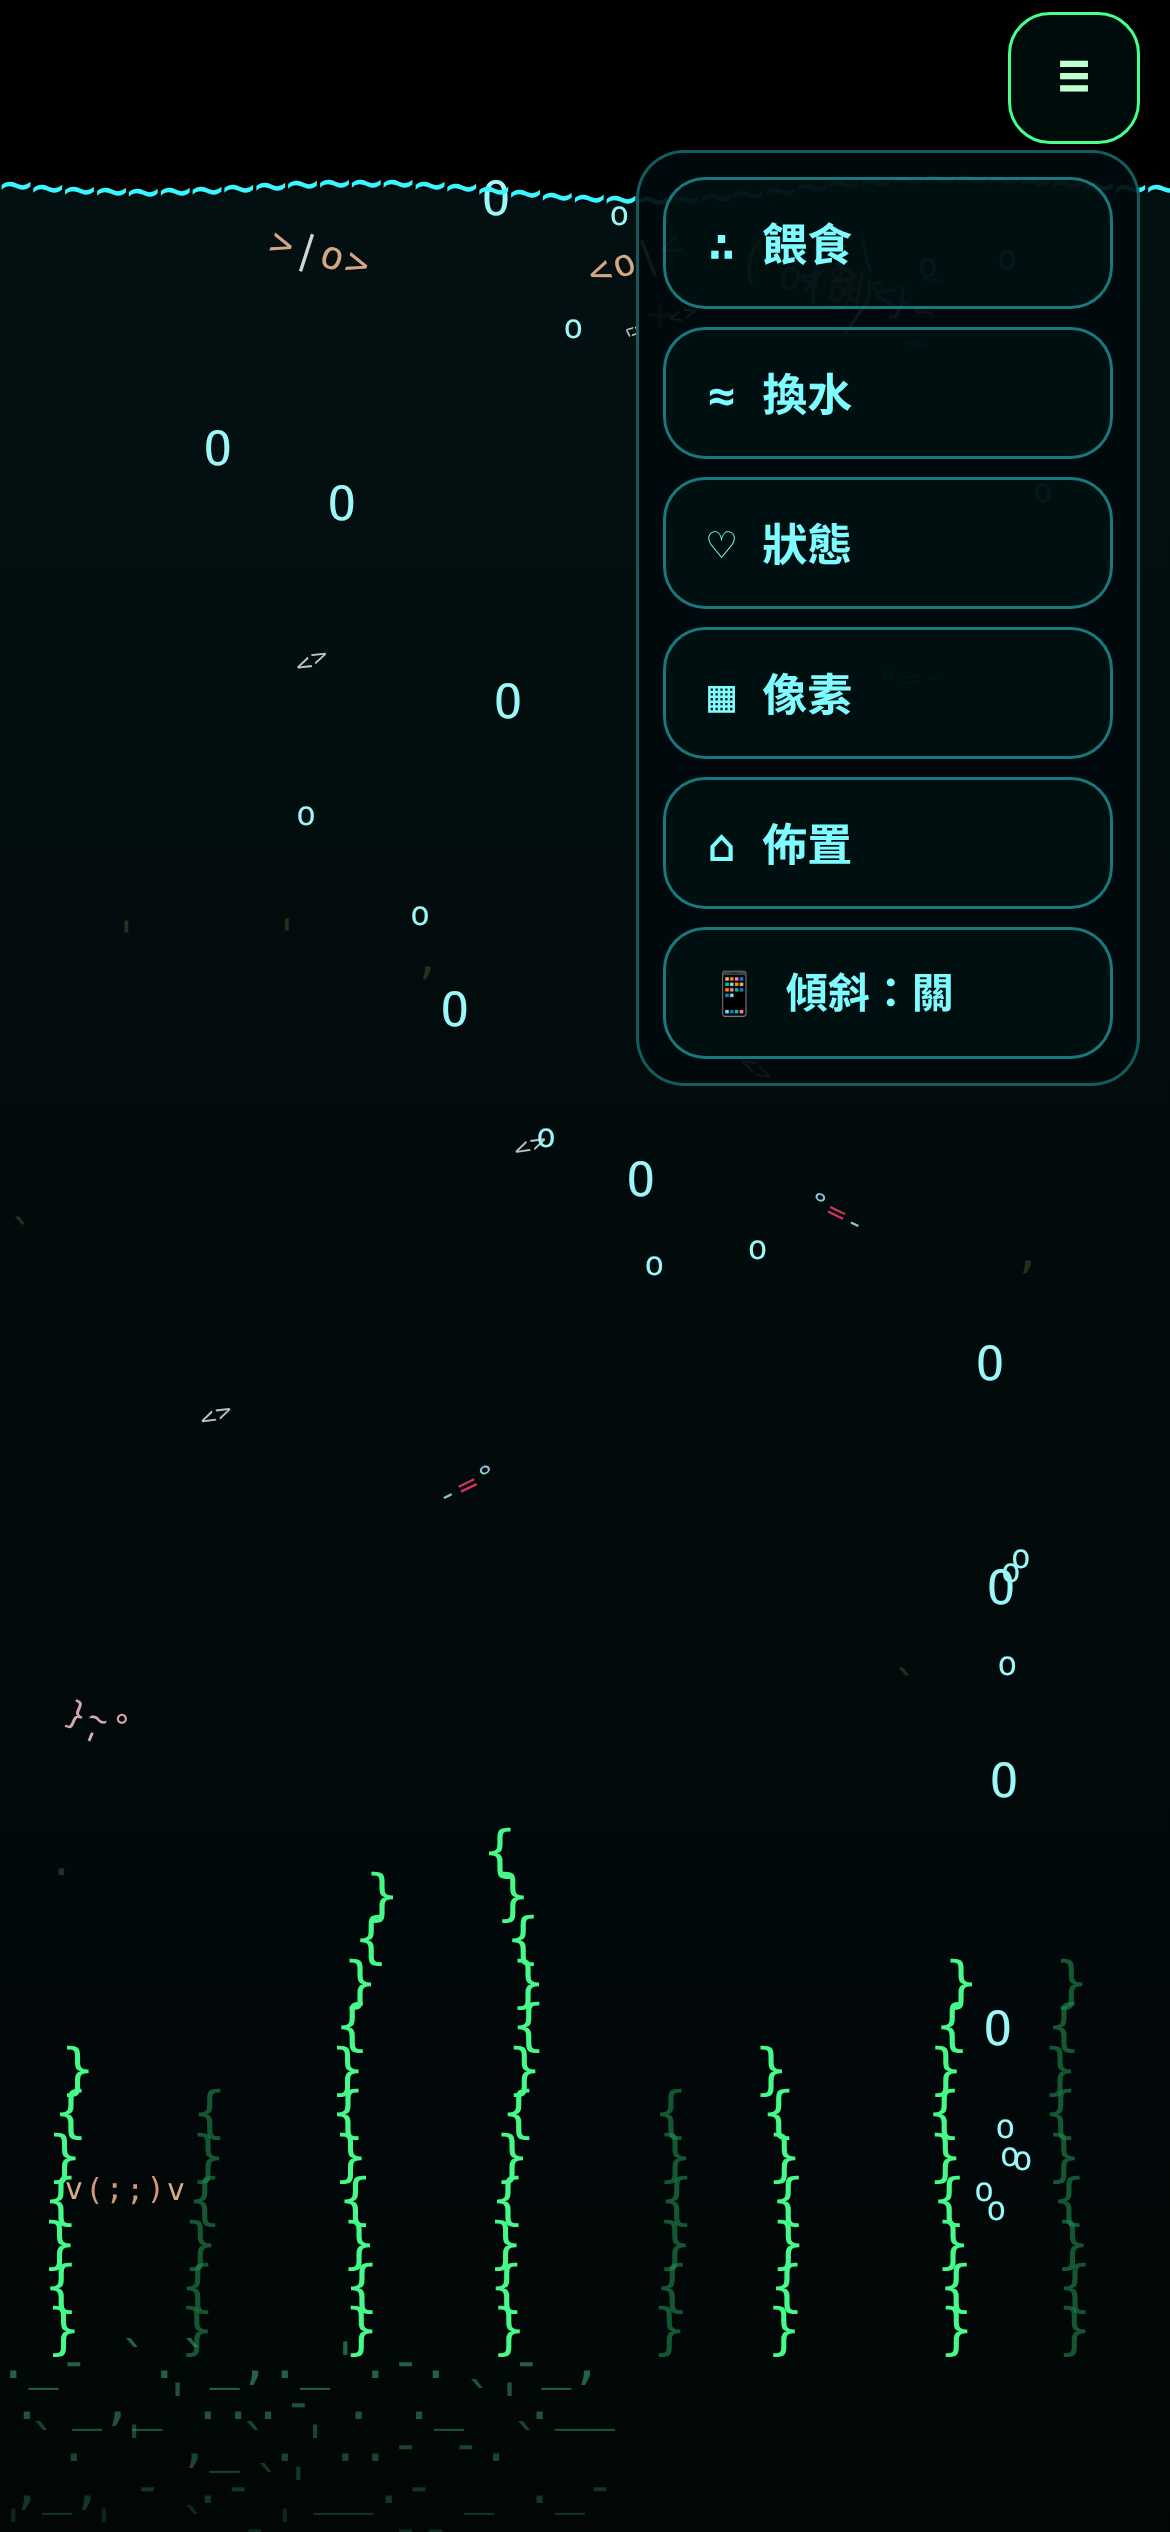 ☰
∴ 餵食
≈ 換水
♡ 狀態
▦ 像素
⌂ 佈置
📱 傾斜：關